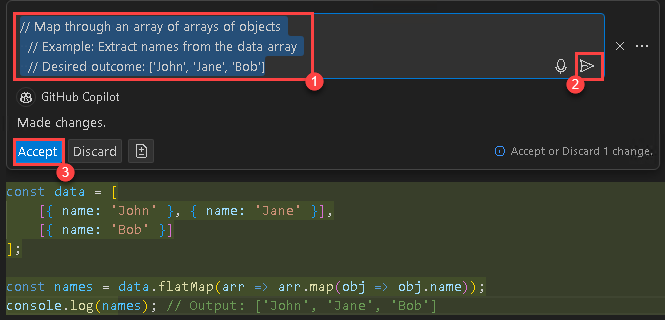 // Map through an array of arrays of objects
// Example: Extract names from the data array
// Desired outcome: ['John', 'Jane', 'Bob']
1
2
GitHub Copilot
Made changes.
Accept Discard Accept or Discard 1 change.
3
const data = [
[{ name: 'John' }, { name: 'Jane' }],
[{ name: 'Bob' }]
];
const names = data.flatMap(arr => arr.map(obj => obj.name));
console.log(names); // Output: ['John', 'Jane', 'Bob']